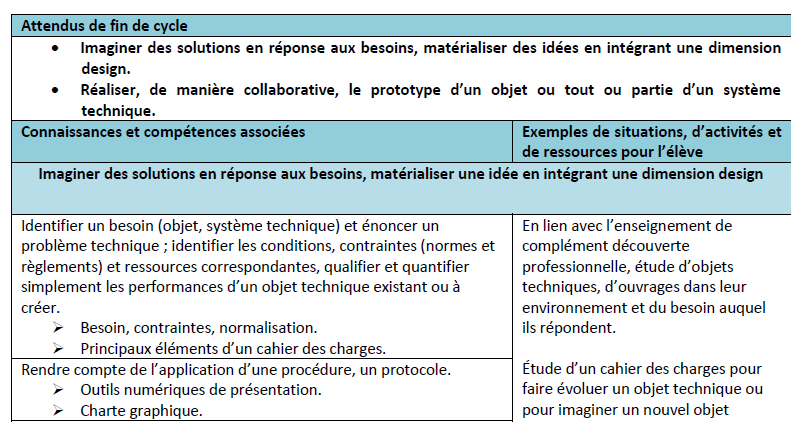 Attendus de fin de cycle
• Imaginer des solutions en réponse aux besoins, matérialiser des idées en intégrant une dimension
design.
• Réaliser, de manière collaborative, le prototype d’un objet ou tout ou partie d’un système
technique.
Connaissances et compétences associées
Exemples de situations, d’activités et
de ressources pour l’élève
Imaginer des solutions en réponse aux besoins, matérialiser une idée en intégrant une dimension design
Identifier un besoin (objet, système technique) et énoncer un
problème technique ; identifier les conditions, contraintes (normes et
règlements) et ressources correspondantes, qualifier et quantifier
simplement les performances d’un objet technique existant ou à
créer.
➢ Besoin, contraintes, normalisation.
➢ Principaux éléments d’un cahier des charges.
Rendre compte de l’application d’une procédure, un protocole.
➢ Outils numériques de présentation.
➢ Charte graphique.
En lien avec l’enseignement de
complément découverte
professionnelle, étude d’objets
techniques, d’ouvrages dans leur
environnement et du besoin auquel
ils répondent.
Étude d’un cahier des charges pour
faire évoluer un objet technique ou
pour imaginer un nouvel objet